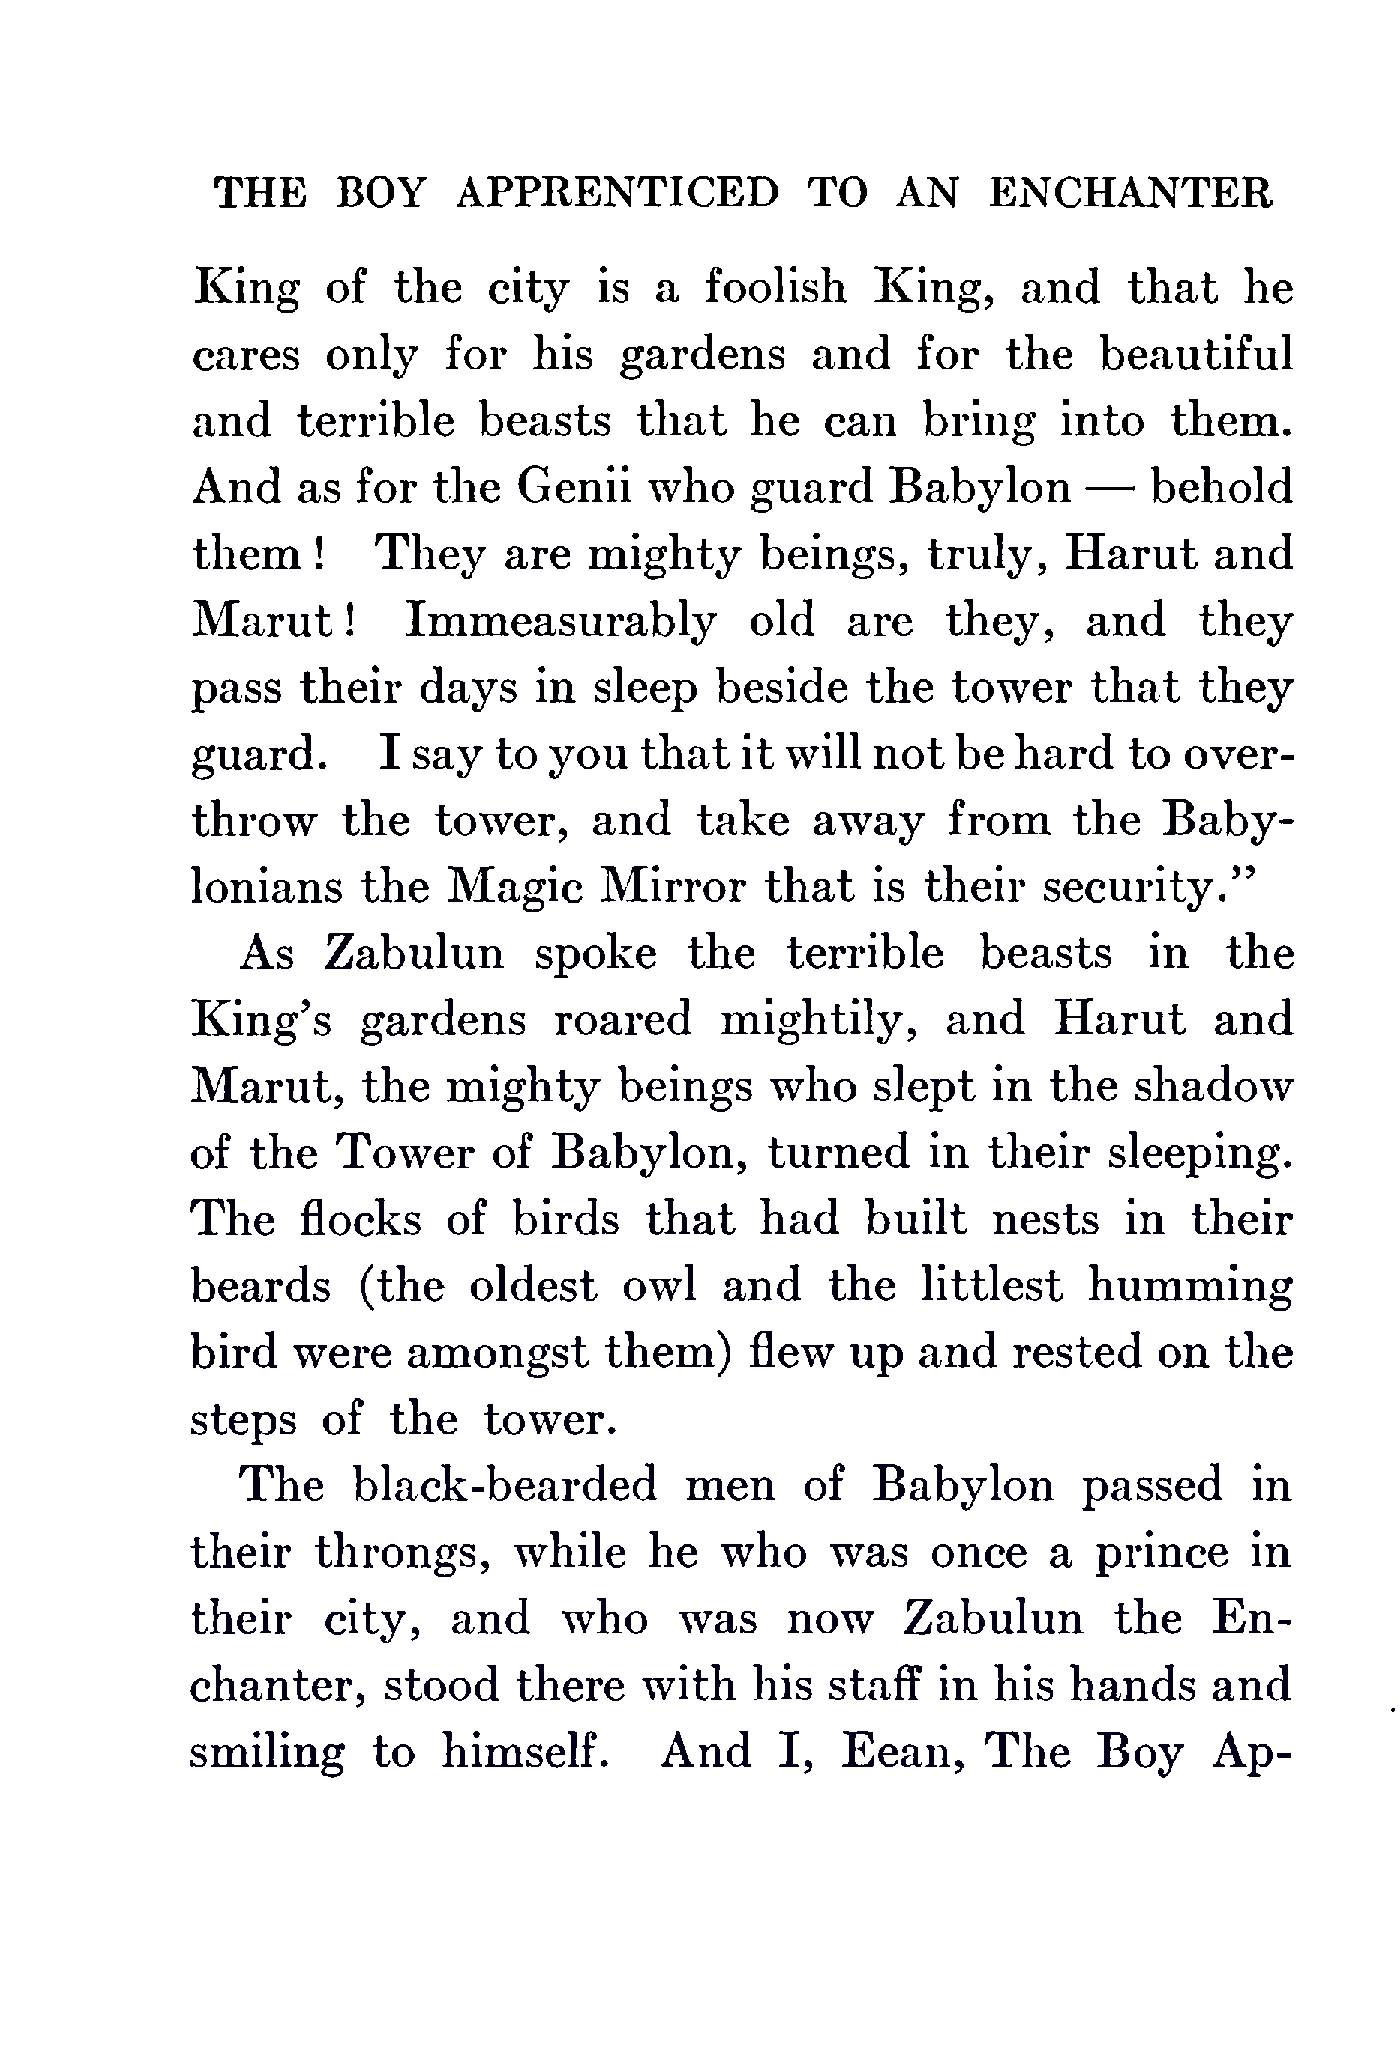 THE BOY APPRENTICED TO AN ENCHANTER
King of the city is a foolish King, and that he
cares only for his gardens and for the beautiful
and terrible beasts that he can bring into them.
And as for the Genii who guard Babylon — behold
them! They are mighty beings, truly, Harut and
Marut! Immeasurably old are they, and they
pass their days in sleep beside the tower that they
guard. I say to you that it will not be hard to over-
throw the tower, and take away from the Baby-
lonians the Magic Mirror that is their security.”
As Zabulun spoke the terrible beasts in the
King’s gardens roared mightily, and Harut and
Marut, the mighty beings who slept in the shadow
of the Tower of Babylon, turned in their sleeping.
The flocks of birds that had built nests in their
beards (the oldest owl and the littlest humming
bird were amongst them) flew up and rested on the
steps of the tower.
The black-bearded men of Babylon passed in
their throngs, while he who was once a prince in
their city, and who was now Zabulun the En-
chanter, stood there with his staff in his hands and
smiling to himself. And I, Eean, The Boy Ap-